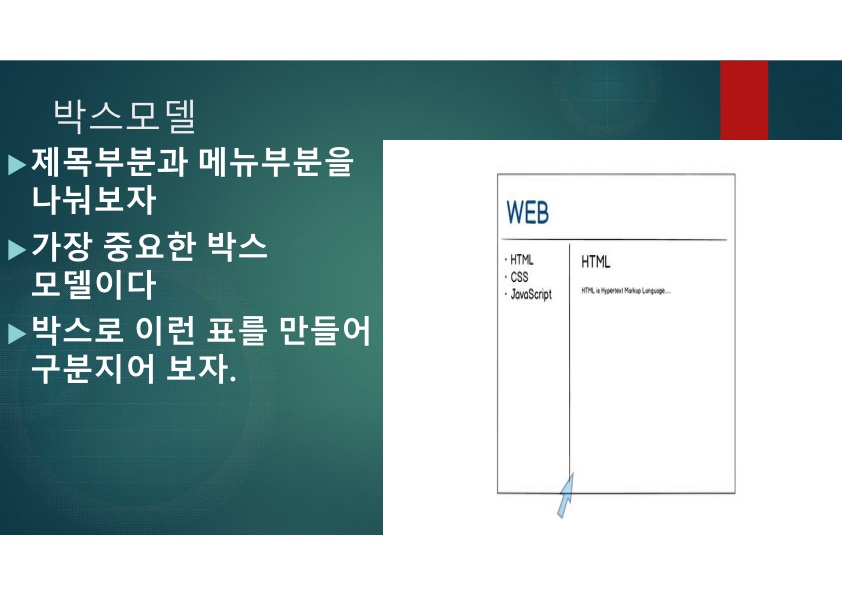 박스모델
제목부분과 메뉴부분을
나눠보자
가장 중요한 박스
모델이다
박스로 이런 표를 만들어
구분지어 보자.
WEB
· HTML
· CSS
· JavaScript
HTML
HTML is Hypertext Markup Language....